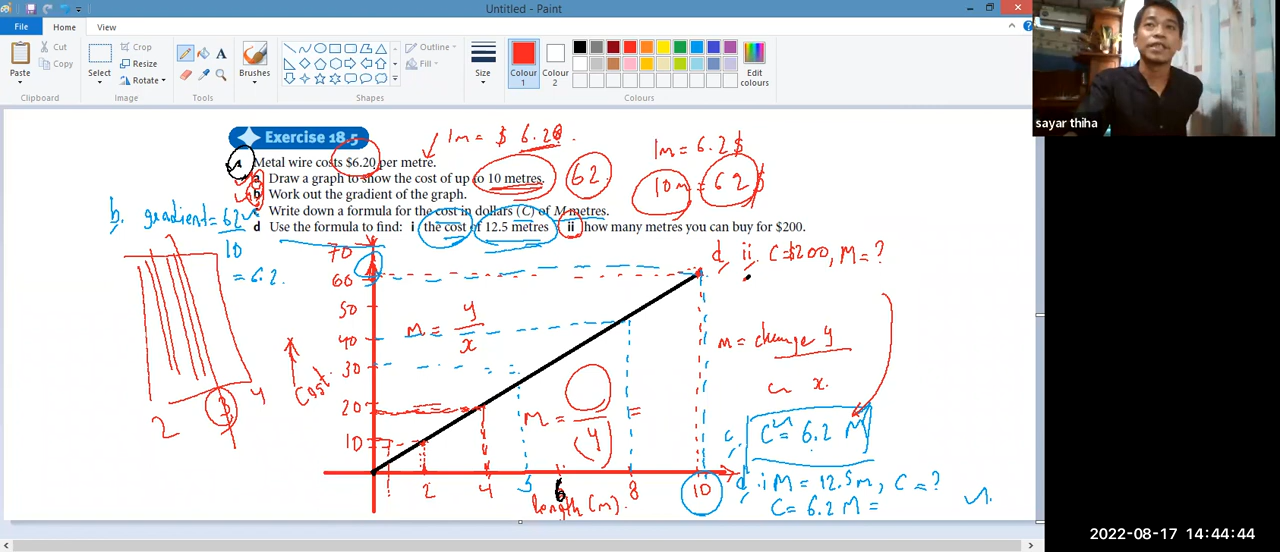 Untitled - Paint
File Home View
Paste
Cut
Copy
Clipboard
Select
Crop
Resize
Rotate
Image
Tools
Brushes
Shapes
Outline
Fill
Size
Colour 1
Colour 2
Edit colours
Colours
sayar thiha
Exercise 18.5
Metal wire costs $6.20 per metre.
a Draw a graph to show the cost of up to 10 metres.
b Work out the gradient of the graph.
c Write down a formula for the cost in dollars (C) of M metres.
d Use the formula to find: i the cost of 12.5 metres ii how many metres you can buy for $200.
1m = $ 6.20.
62
1m = 6.2$
10m = 62$
b. gradient = 62
10
= 6.2.
2 3 4
70
60
50
40
30
20
10
Cost
2 4 5 6 8 10
length (m).
m = y
x
m =
=
d, ii. C=$200, M = ?
m = change y
x.
c. C = 6.2 M
d, i M = 12.5m, C = ?
C = 6.2 M =
2022-08-17 14:44:44